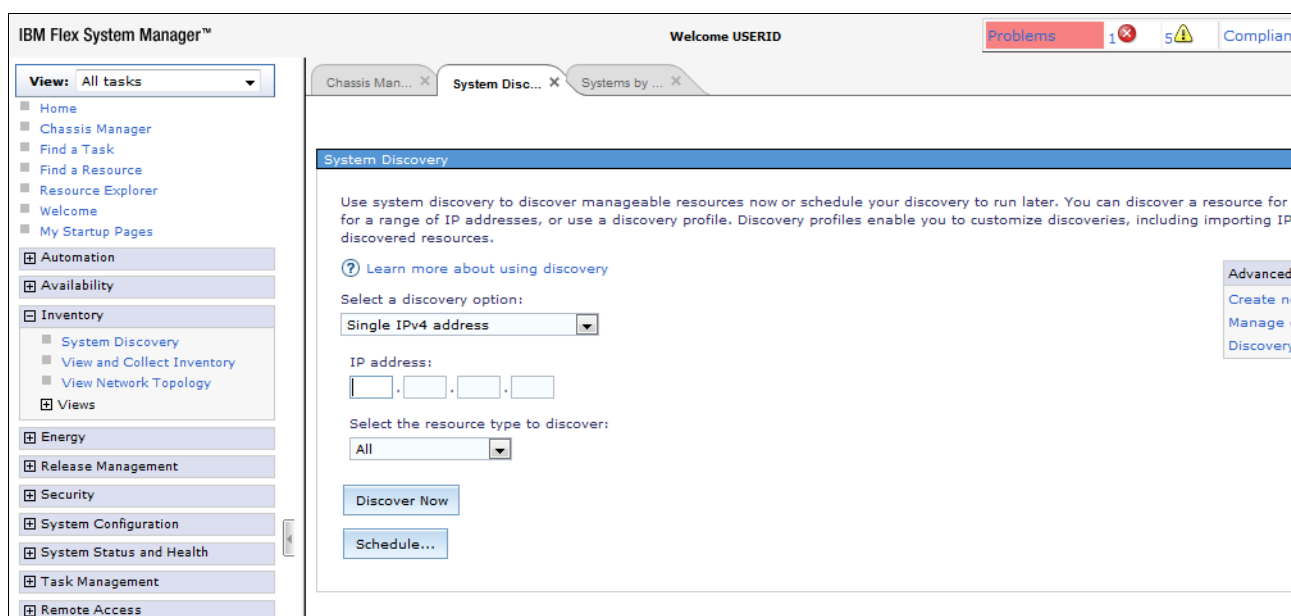 IBM Flex System Manager™
Welcome USERID
Problems 1 5 Complian
View: All tasks
Home
Chassis Manager
Find a Task
Find a Resource
Resource Explorer
Welcome
My Startup Pages
Automation
Availability
Inventory
System Discovery
View and Collect Inventory
View Network Topology
Views
Energy
Release Management
Security
System Configuration
System Status and Health
Task Management
Remote Access
Chassis Man... System Disc... Systems by ...
System Discovery
Use system discovery to discover manageable resources now or schedule your discovery to run later. You can discover a resource for
for a range of IP addresses, or use a discovery profile. Discovery profiles enable you to customize discoveries, including importing IP
discovered resources.
Learn more about using discovery
Select a discovery option:
Single IPv4 address
IP address:
. . .
Select the resource type to discover:
All
Discover Now
Schedule...
Advanced
Create n
Manage
Discovery